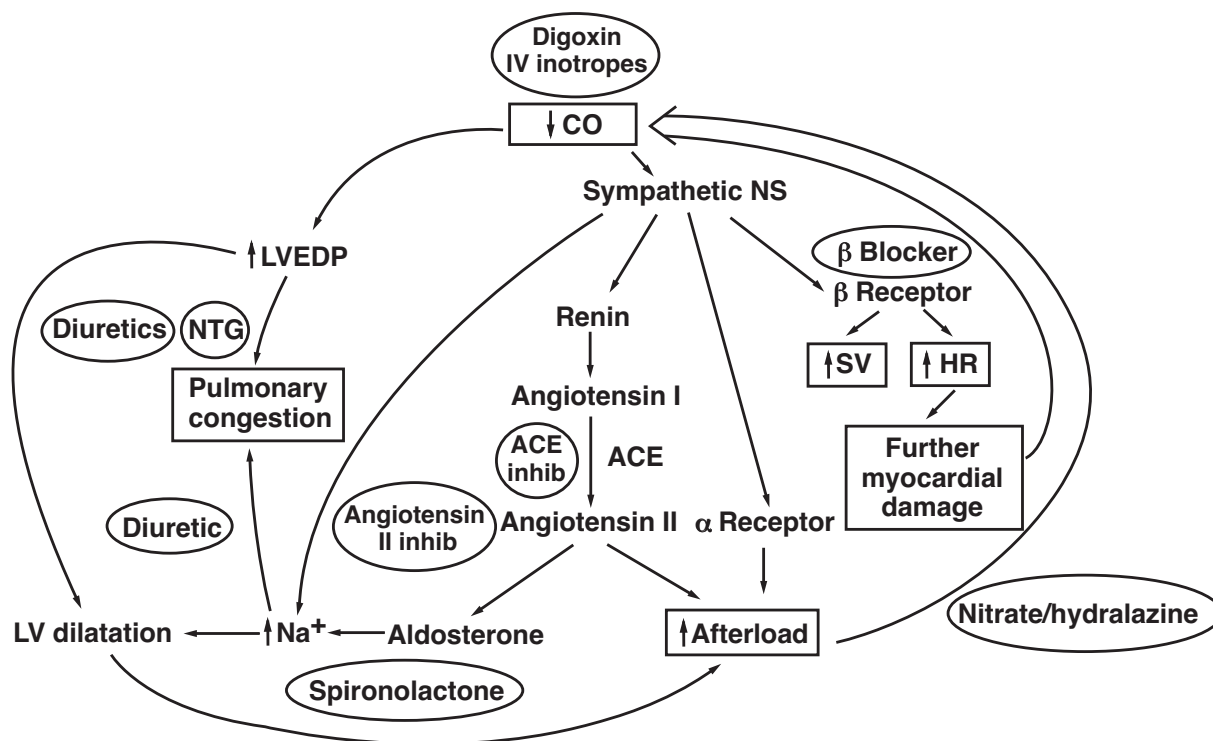 Digoxin
IV inotropes
↓ CO
Sympathetic NS
↑ LVEDP
β Blocker
β Receptor
Diuretics
NTG
Renin
↑ SV
↑ HR
Pulmonary
congestion
Angiotensin I
ACE
inhib
ACE
Further
myocardial
damage
Diuretic
Angiotensin
II inhib
Angiotensin II
α Receptor
Nitrate/hydralazine
LV dilatation
↑ Na+
Aldosterone
↑ Afterload
Spironolactone